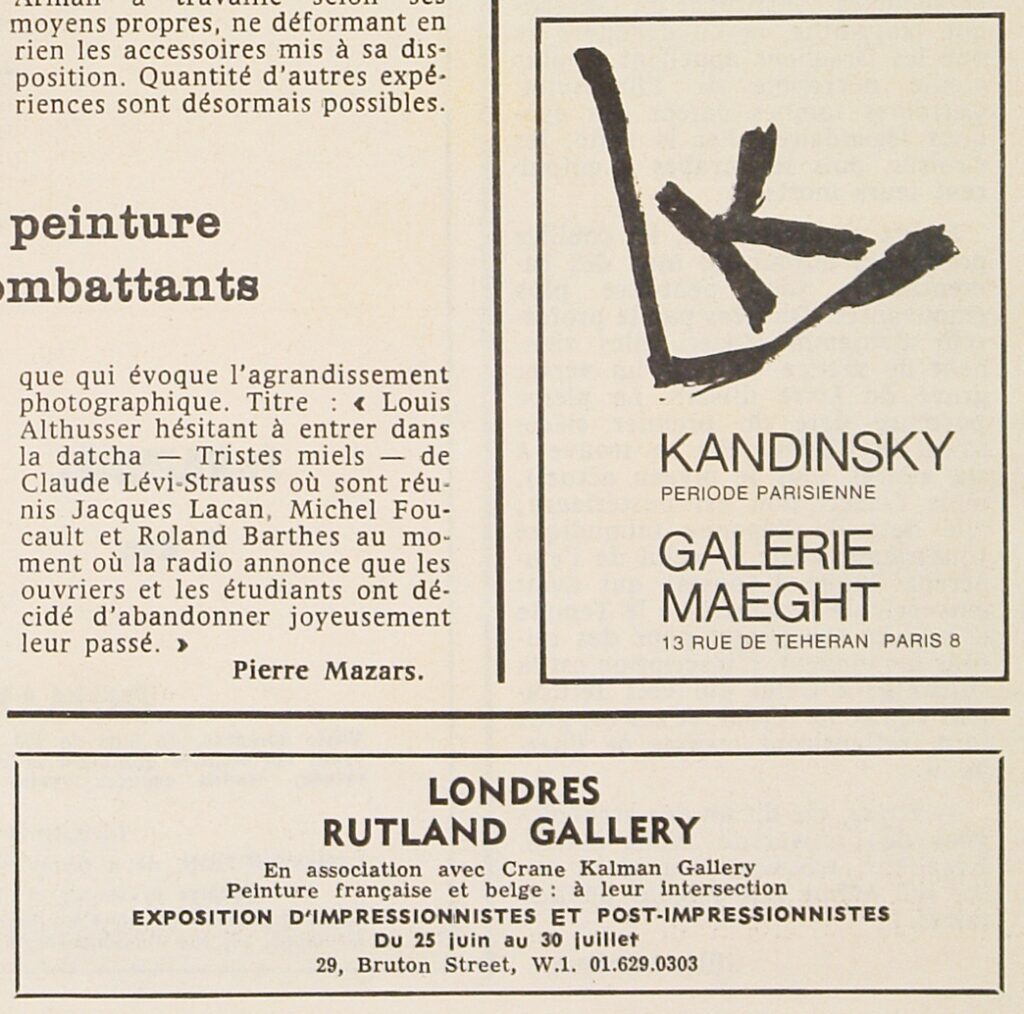 moyens propres, ne déformant en
rien les accessoires mis à sa dis-
position. Quantité d'autres expé-
riences sont désormais possibles.
peinture
ombattants
que qui évoque l'agrandissement
photographique. Titre : « Louis
Althusser hésitant à entrer dans
la datcha — Tristes miels — de
Claude Lévi-Strauss où sont réu-
nis Jacques Lacan, Michel Fou-
cault et Roland Barthes au mo-
ment où la radio annonce que les
ouvriers et les étudiants ont dé-
cidé d'abandonner joyeusement
leur passé. »
Pierre Mazars.
KANDINSKY
PERIODE PARISIENNE
GALERIE
MAEGHT
13 RUE DE TEHERAN PARIS 8
LONDRES
RUTLAND GALLERY
En association avec Crane Kalman Gallery
Peinture française et belge : à leur intersection
EXPOSITION D'IMPRESSIONNISTES ET POST-IMPRESSIONNISTES
Du 25 juin au 30 juillet
29, Bruton Street, W.1. 01.629.0303